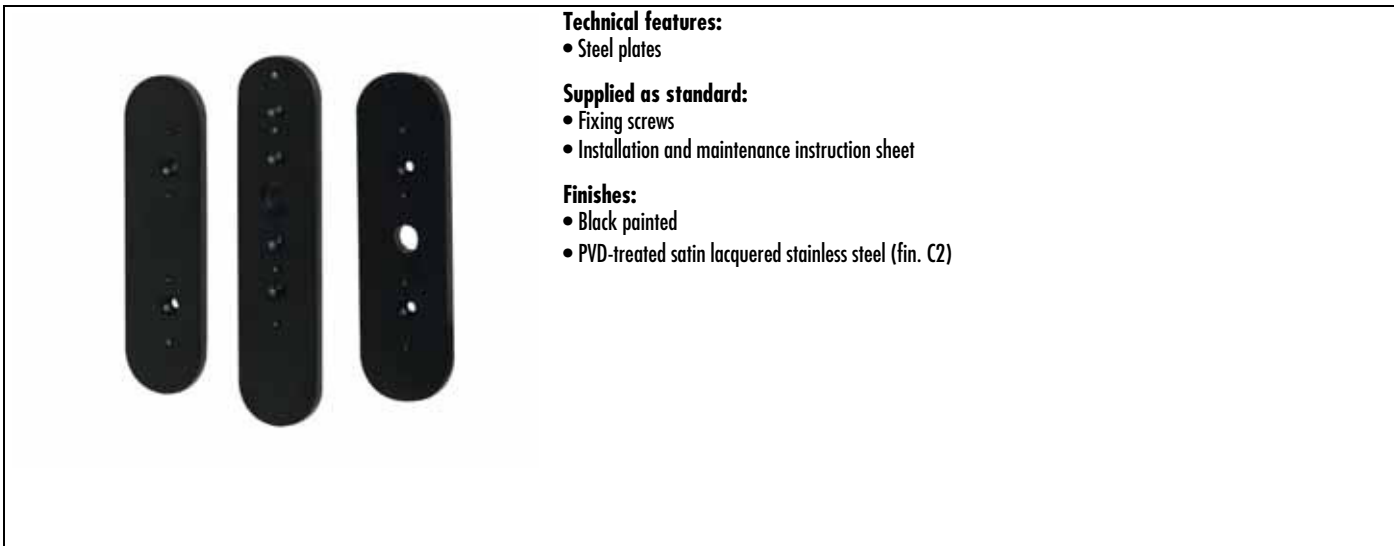 Technical features:
• Steel plates
Supplied as standard:
• Fixing screws
• Installation and maintenance instruction sheet
Finishes:
• Black painted
• PVD-treated satin lacquered stainless steel (fin. C2)